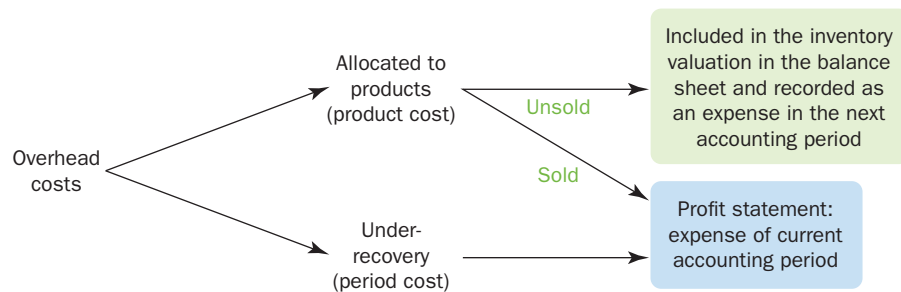 Overhead
costs
Allocated to
products
(product cost)
Unsold
Sold
Under-
recovery
(period cost)
Included in the inventory
valuation in the balance
sheet and recorded as
an expense in the next
accounting period
Profit statement:
expense of current
accounting period